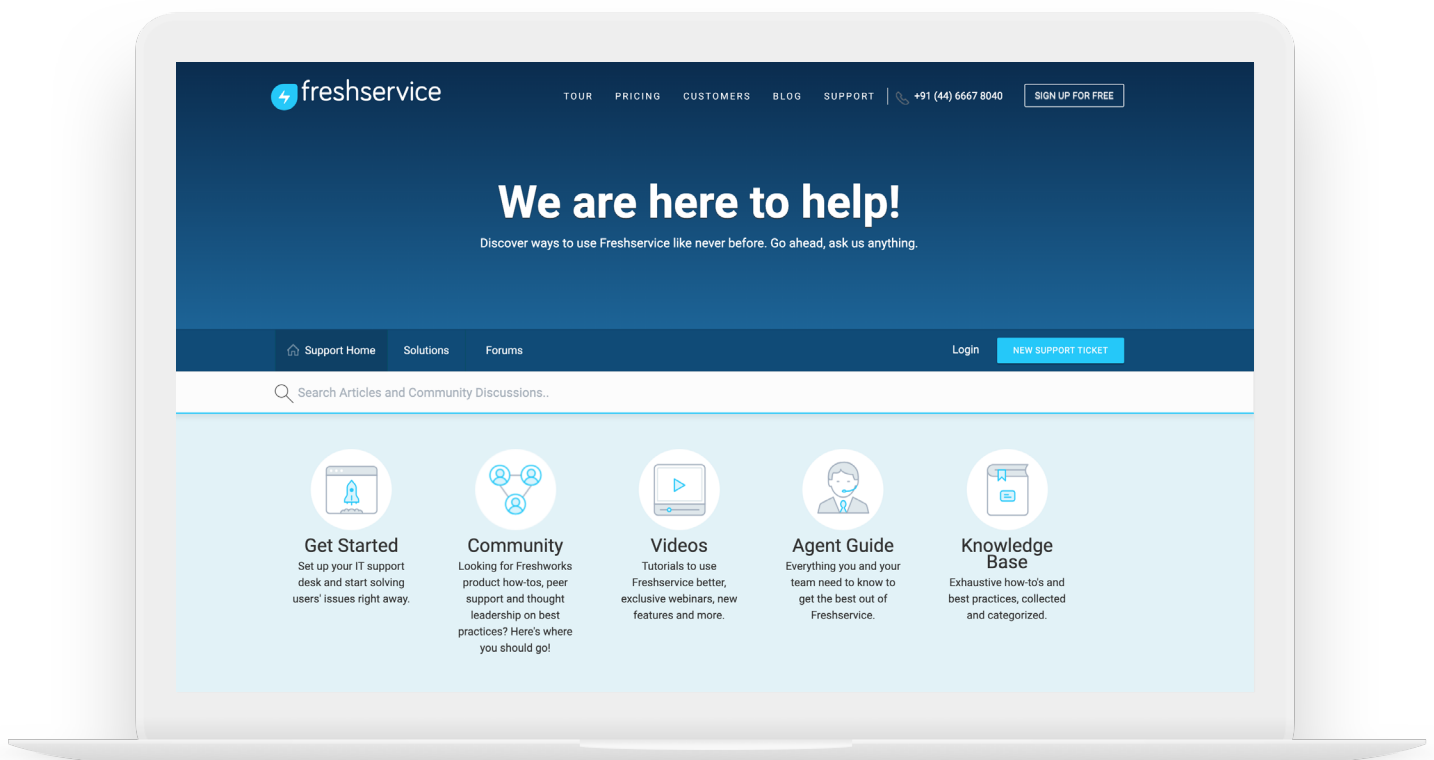 freshservice
TOUR PRICING CUSTOMERS BLOG SUPPORT +91 (44) 6667 8040 SIGN UP FOR FREE
We are here to help!
Discover ways to use Freshservice like never before. Go ahead, ask us anything.
Support Home Solutions Forums Login NEW SUPPORT TICKET
Search Articles and Community Discussions..
Get Started
Set up your IT support
desk and start solving
users' issues right away.
Community
Looking for Freshworks
product how-tos, peer
support and thought
leadership on best
practices? Here's where
you should go!
Videos
Tutorials to use
Freshservice better,
exclusive webinars, new
features and more.
Agent Guide
Everything you and your
team need to know to
get the best out of
Freshservice.
Knowledge
Base
Exhaustive how-to's and
best practices, collected
and categorized.